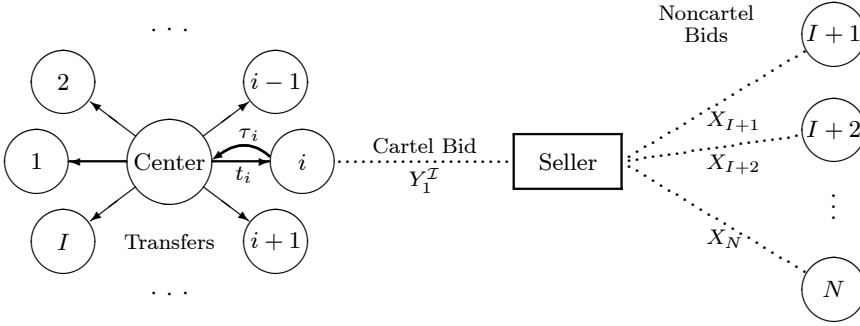 . . .
Noncartel
Bids
I + 1
2
i − 1
X_{I+1}
I + 2
1
Center
τ_i
t_i
i
Cartel Bid
Y_1^ℐ
Seller
X_{I+2}
I
Transfers
i + 1
X_N
⋮
N
. . .